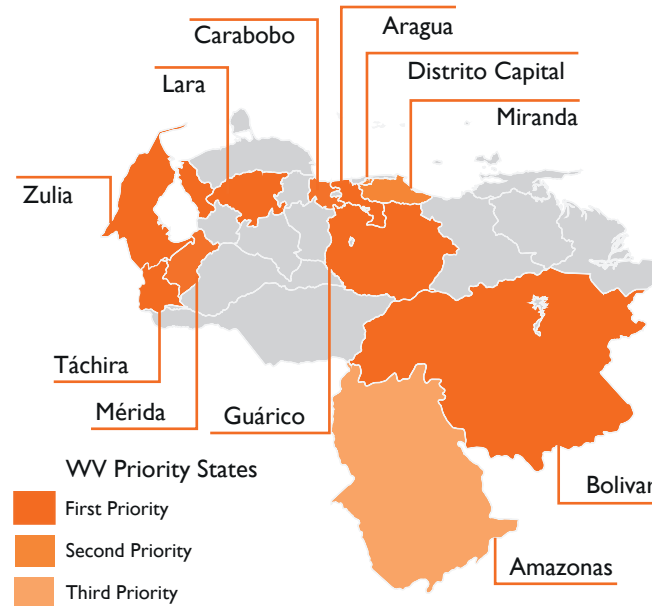 Aragua
Carabobo
Distrito Capital
Lara
Miranda
Zulia
Táchira
Mérida
Guárico
WV Priority States
Bolivar
First Priority
Second Priority
Amazonas
Third Priority